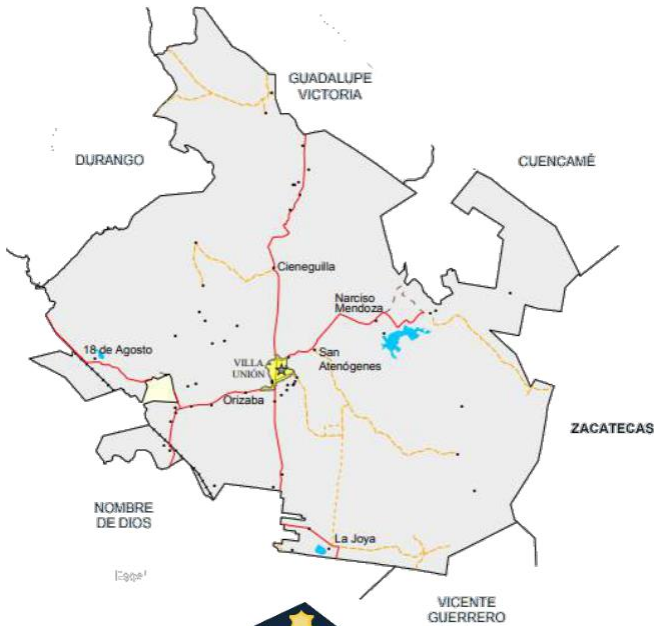 GUADALUPE
VICTORIA
DURANGO
CUENCAMÉ
Cieneguilla
Narciso
Mendoza
18 de Agosto
VILLA
UNIÓN
San
Atenógenes
Orizaba
ZACATECAS
NOMBRE
DE DIOS
La Joya
VICENTE
GUERRERO